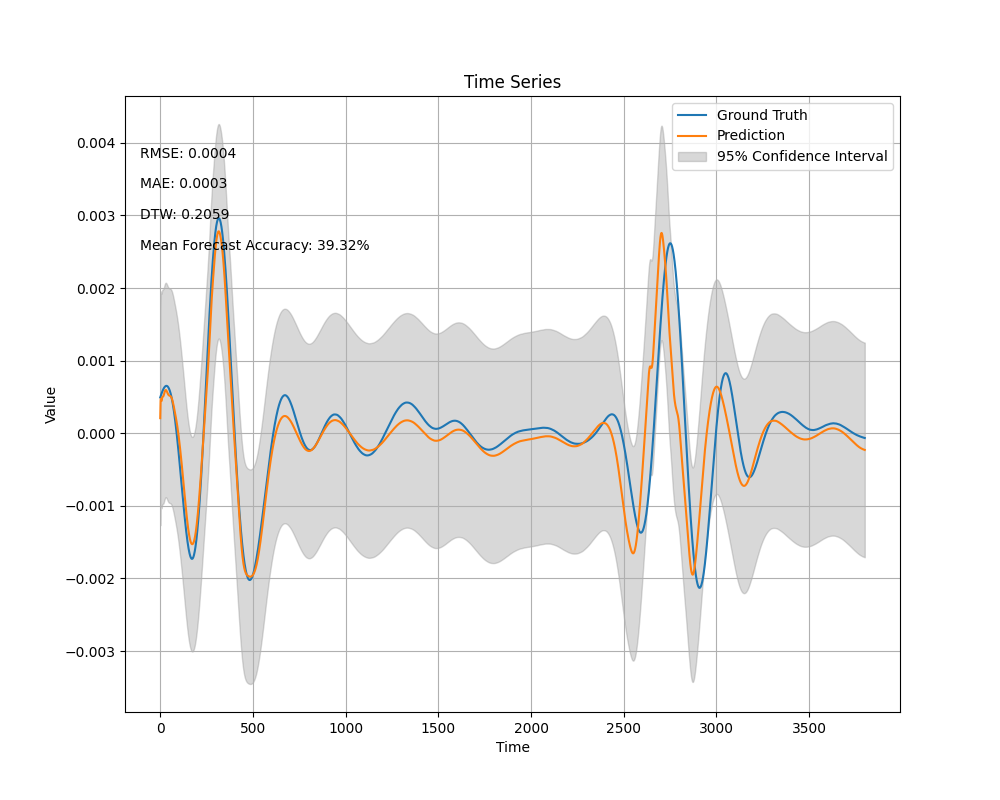 Time Series
Ground Truth
Prediction
95% Confidence Interval
RMSE: 0.0004
MAE: 0.0003
DTW: 0.2059
Mean Forecast Accuracy: 39.32%
Value
0.004
0.003
0.002
0.001
0.000
−0.001
−0.002
−0.003
0
500
1000
1500
2000
2500
3000
3500
Time